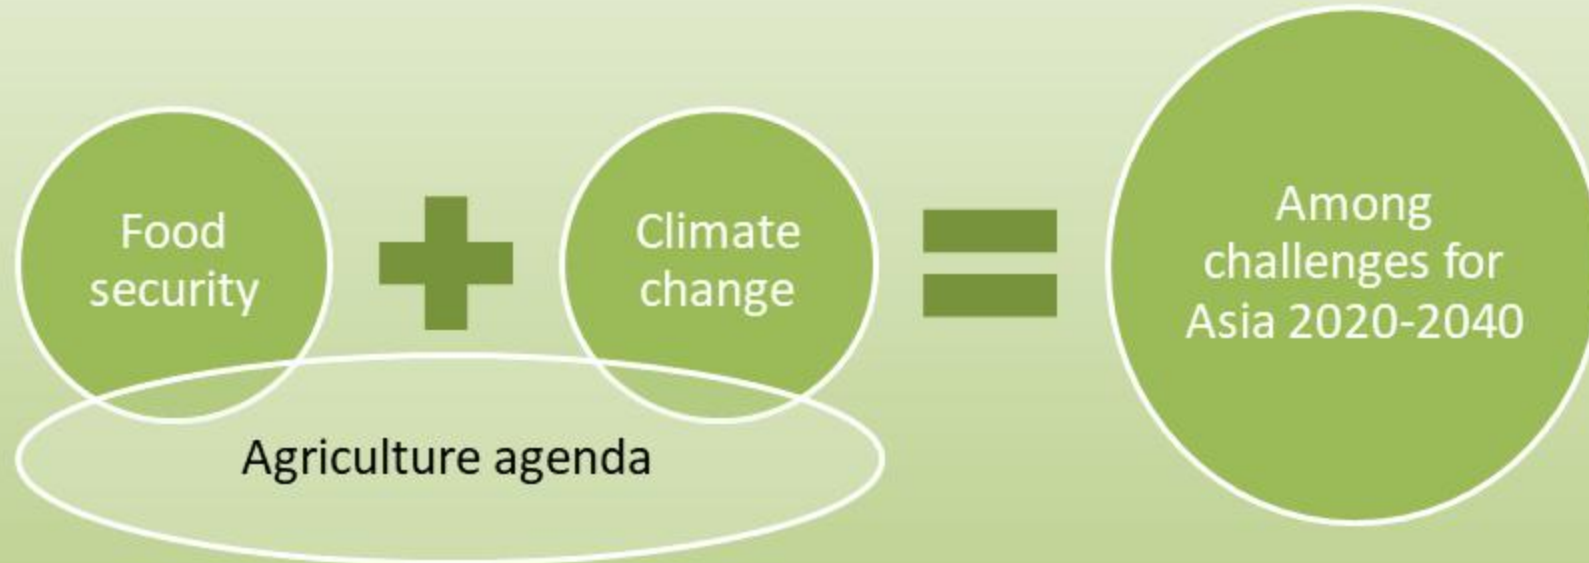 Food
security
Climate
change
Among
challenges for
Asia 2020-2040
Agriculture agenda